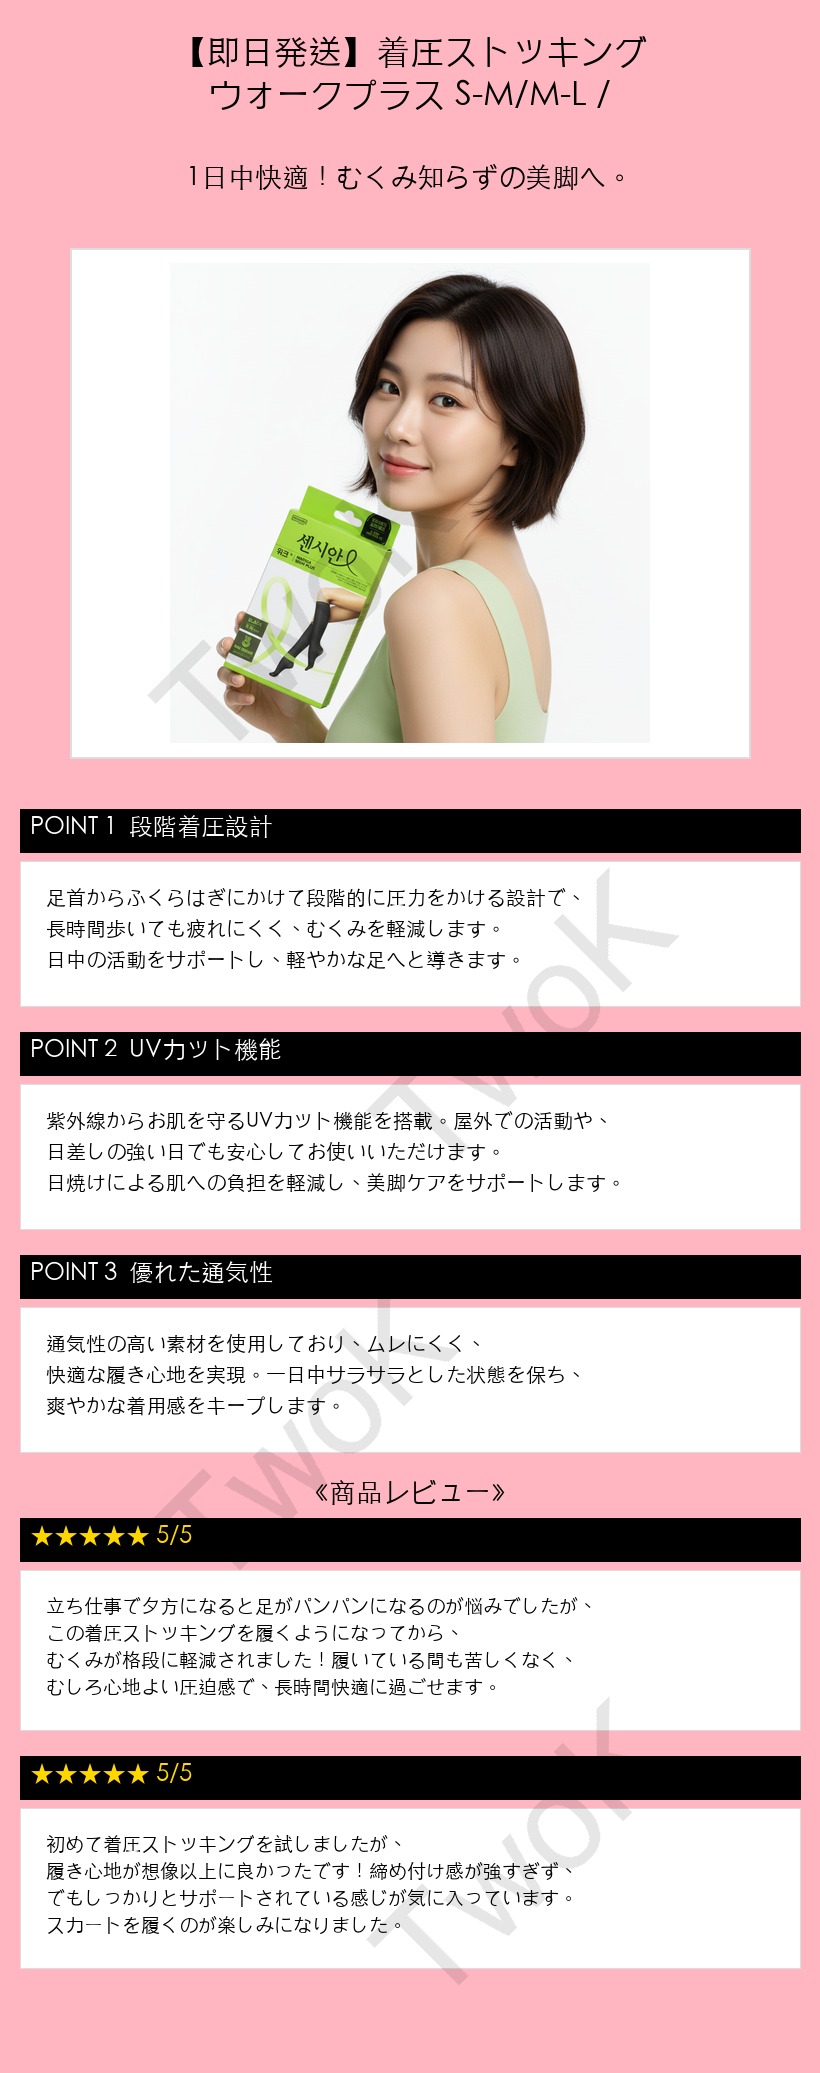 【即日発送】着圧ストッキング
ウォークプラス S-M/M-L /
1日中快適！むくみ知らずの美脚へ。
센시안
워크
TwoK
POINT 1 段階着圧設計
足首からふくらはぎにかけて段階的に圧力をかける設計で、
長時間歩いても疲れにくく、むくみを軽減します。
日中の活動をサポートし、軽やかな足へと導きます。
TwoK
POINT 2 UVカット機能
紫外線からお肌を守るUVカット機能を搭載。屋外での活動や、
日差しの強い日でも安心してお使いいただけます。
日焼けによる肌への負担を軽減し、美脚ケアをサポートします。
POINT 3 優れた通気性
通気性の高い素材を使用しており、ムレにくく、
快適な履き心地を実現。一日中サラサラとした状態を保ち、
爽やかな着用感をキープします。
TwoK
《商品レビュー》
★★★★★ 5/5
立ち仕事で夕方になると足がパンパンになるのが悩みでしたが、
この着圧ストッキングを履くようになってから、
むくみが格段に軽減されました！履いている間も苦しくなく、
むしろ心地よい圧迫感で、長時間快適に過ごせます。
★★★★★ 5/5
初めて着圧ストッキングを試しましたが、
履き心地が想像以上に良かったです！締め付け感が強すぎず、
でもしっかりとサポートされている感じが気に入っています。
スカートを履くのが楽しみになりました。
TwoK